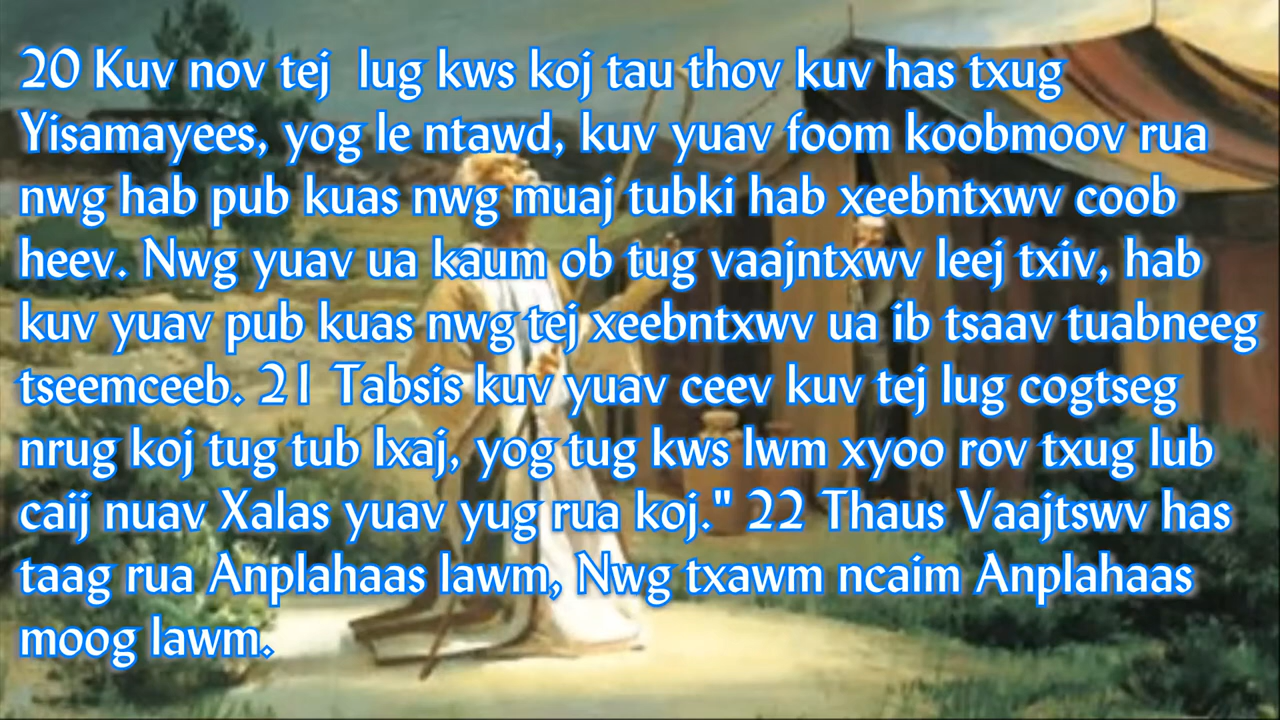 20 Kuv nov tej lug kws koj tau thov kuv has txug
Yisamayees, yog le ntawd, kuv yuav foom koobmoov rua
nwg hab pub kuas nwg muaj tubki hab xeebntxwv coob
heev. Nwg yuav ua kaum ob tug vaajntxwv leej txiv, hab
kuv yuav pub kuas nwg tej xeebntxwv ua ib tsaav tuabneeg
tseemceeb. 21 Tabsis kuv yuav ceev kuv tej lug cogtseg
nrug koj tug tub Ixaj, yog tug kws lwm xyoo rov txug lub
caij nuav Xalas yuav yug rua koj." 22 Thaus Vaajtswv has
taag rua Anplahaas lawm, Nwg txawm ncaim Anplahaas
moog lawm.